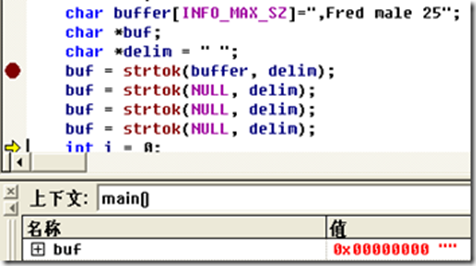 char buffer[INFO_MAX_SZ]=",Fred male 25";
char *buf;
char *delim = " ";
buf = strtok(buffer, delim);
buf = strtok(NULL, delim);
buf = strtok(NULL, delim);
buf = strtok(NULL, delim);
int i = 0;
上下文: main()
名称 值
buf 0x00000000 ""